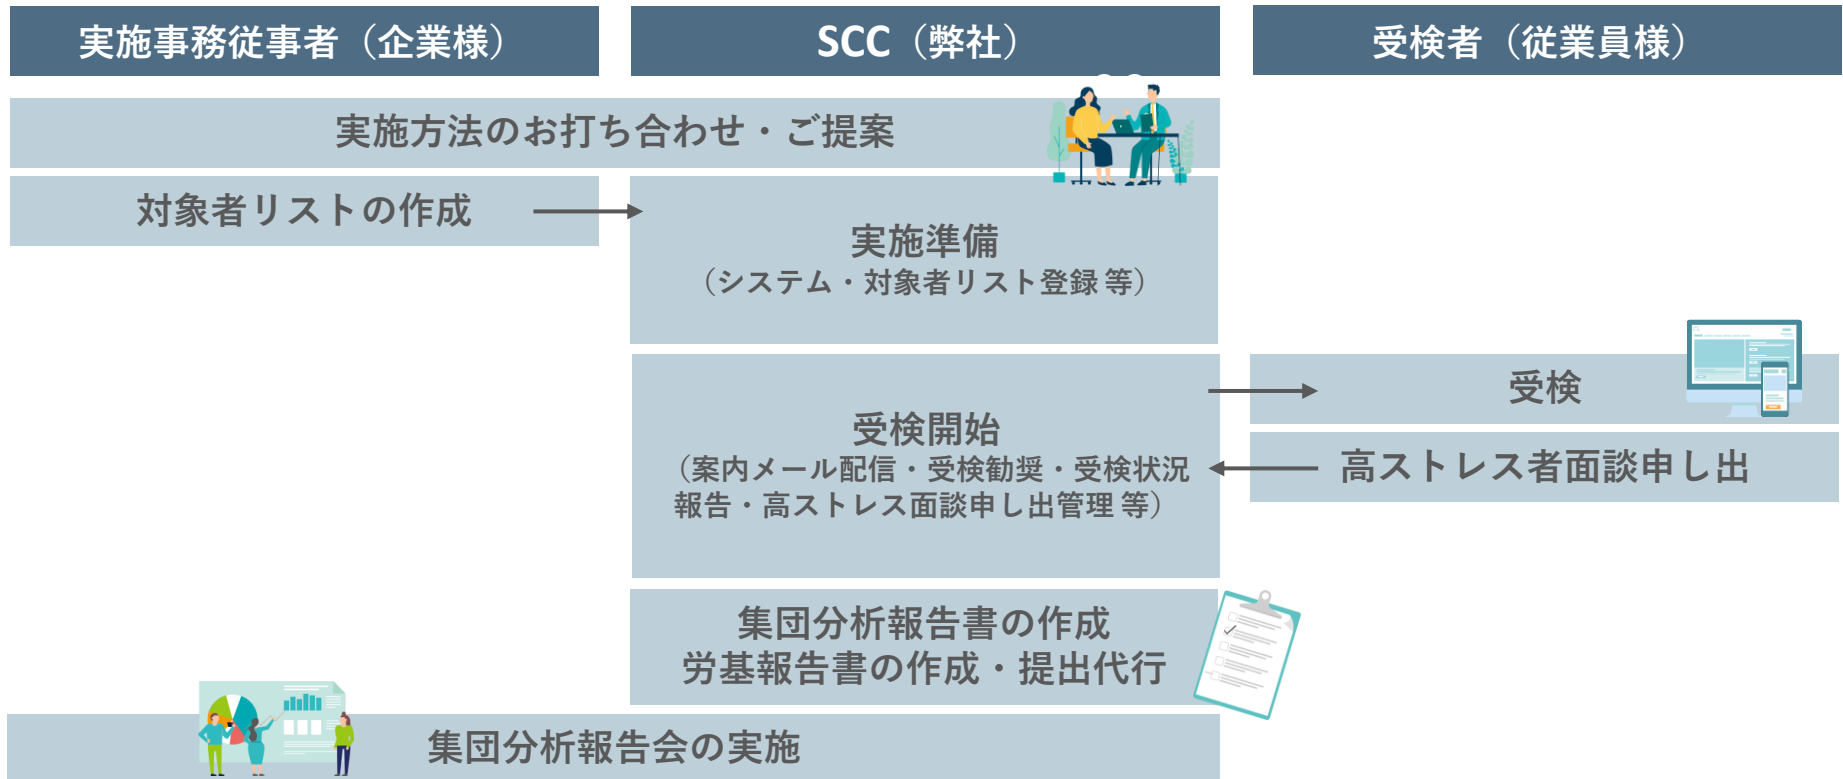 実施事務従事者（企業様）
SCC（弊社）
受検者（従業員様）
実施方法のお打ち合わせ・ご提案
対象者リストの作成
実施準備
（システム・対象者リスト登録 等）
受検開始
（案内メール配信・受検勧奨・受検状況
報告・高ストレス面談申し出管理 等）
受検
高ストレス者面談申し出
集団分析報告書の作成
労基報告書の作成・提出代行
集団分析報告会の実施